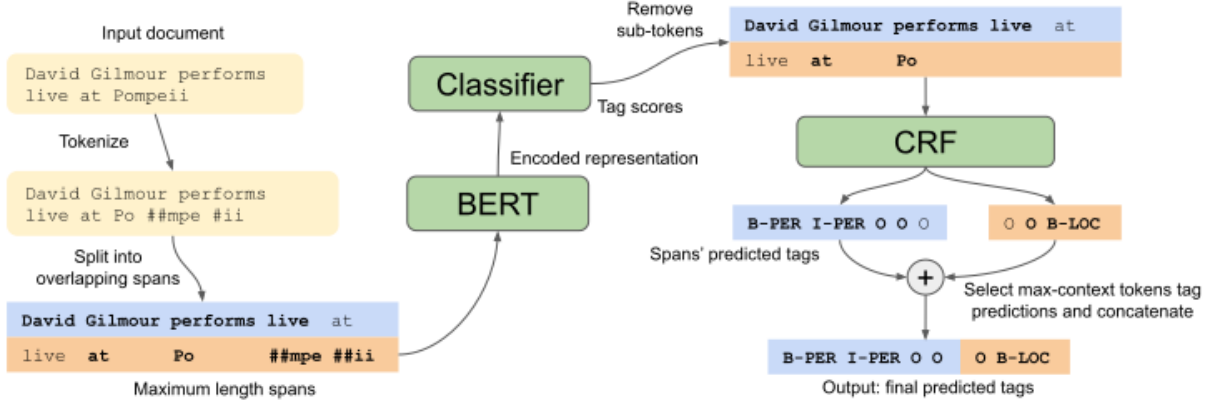 Input document
David Gilmour performs
live at Pompeii
Tokenize
David Gilmour performs
live at Po ##mpe #ii
Split into
overlapping spans
David Gilmour performs live at
live at Po ##mpe ##ii
Maximum length spans
BERT
Encoded representation
Classifier
Tag scores
Remove
sub-tokens
David Gilmour performs live at
live at Po
CRF
B-PER I-PER O O O
O O B-LOC
Spans' predicted tags
+
Select max-context tokens tag
predictions and concatenate
B-PER I-PER O O O B-LOC
Output: final predicted tags